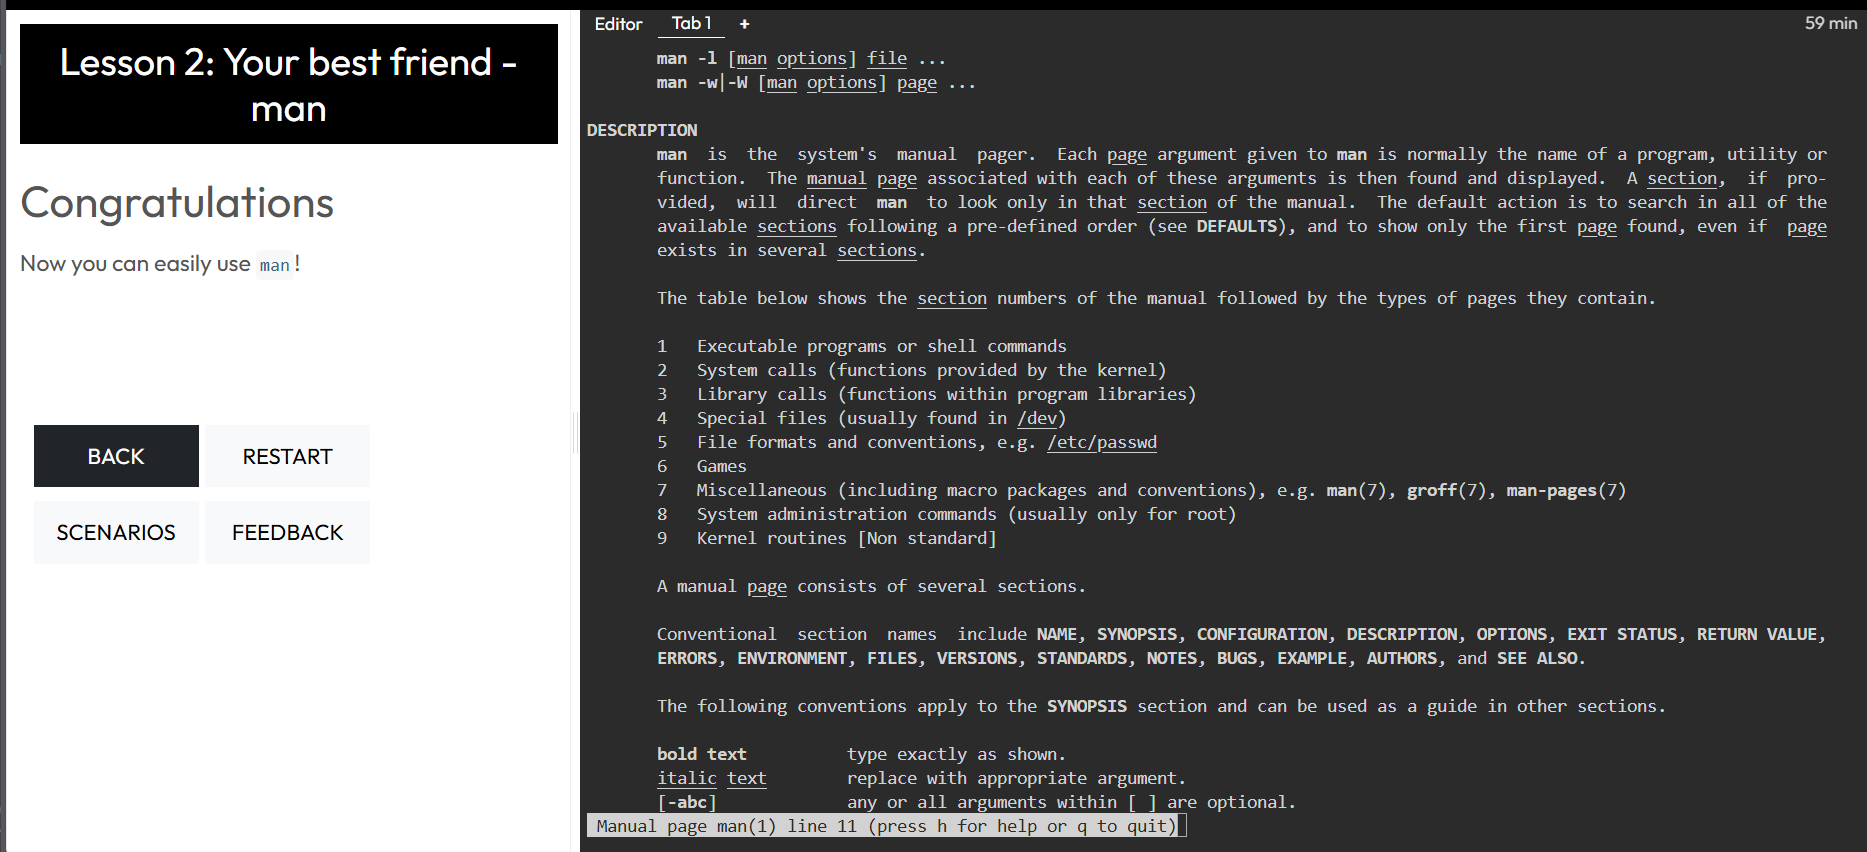 Lesson 2: Your best friend -
man
Congratulations
Now you can easily use man!
BACK
RESTART
SCENARIOS
FEEDBACK
Editor Tab 1 +
59 min
man -l [man options] file ...
man -w|-W [man options] page ...
DESCRIPTION
man is the system's manual pager. Each page argument given to man is normally the name of a program, utility or
function. The manual page associated with each of these arguments is then found and displayed. A section, if pro-
vided, will direct man to look only in that section of the manual. The default action is to search in all of the
available sections following a pre-defined order (see DEFAULTS), and to show only the first page found, even if page
exists in several sections.
The table below shows the section numbers of the manual followed by the types of pages they contain.
1 Executable programs or shell commands
2 System calls (functions provided by the kernel)
3 Library calls (functions within program libraries)
4 Special files (usually found in /dev)
5 File formats and conventions, e.g. /etc/passwd
6 Games
7 Miscellaneous (including macro packages and conventions), e.g. man(7), groff(7), man-pages(7)
8 System administration commands (usually only for root)
9 Kernel routines [Non standard]
A manual page consists of several sections.
Conventional section names include NAME, SYNOPSIS, CONFIGURATION, DESCRIPTION, OPTIONS, EXIT STATUS, RETURN VALUE,
ERRORS, ENVIRONMENT, FILES, VERSIONS, STANDARDS, NOTES, BUGS, EXAMPLE, AUTHORS, and SEE ALSO.
The following conventions apply to the SYNOPSIS section and can be used as a guide in other sections.
bold text type exactly as shown.
italic text replace with appropriate argument.
[-abc] any or all arguments within [ ] are optional.
Manual page man(1) line 11 (press h for help or q to quit)